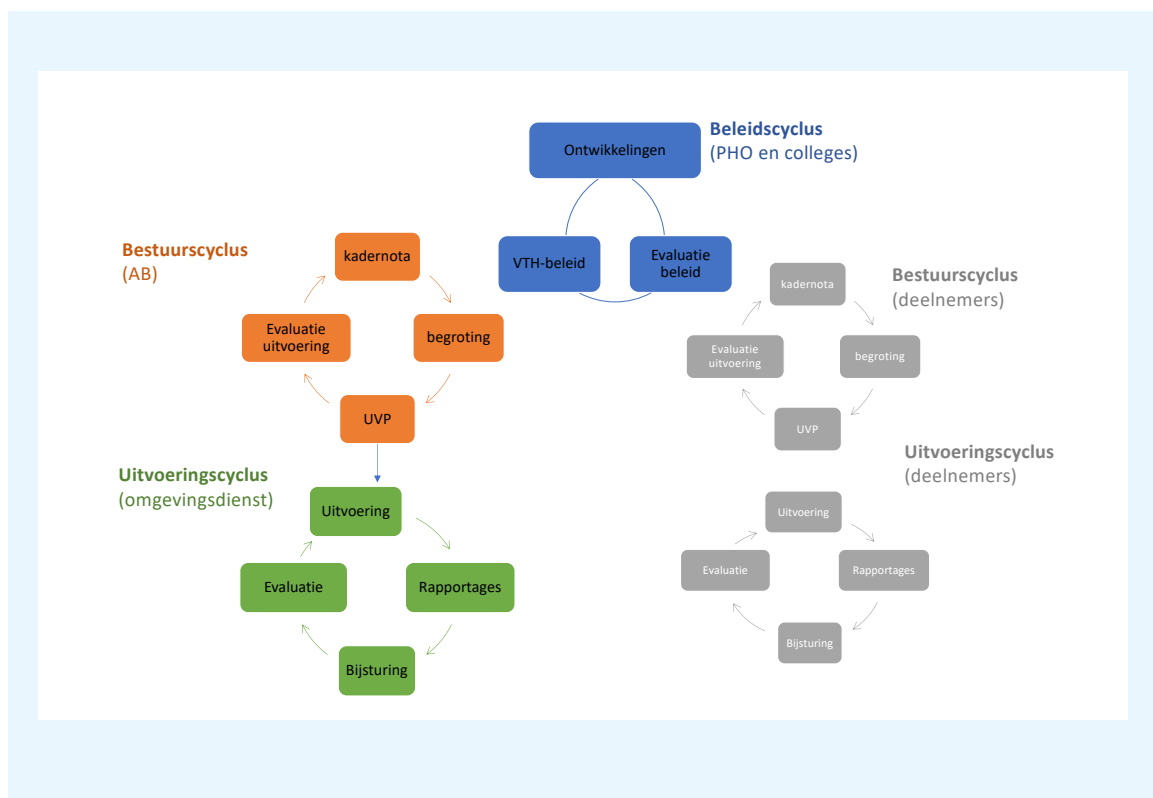 Beleidscyclus
(PHO en colleges)
Ontwikkelingen
VTH-beleid
Evaluatie
beleid
Bestuurscyclus
(AB)
kadernota
begroting
UVP
Evaluatie
uitvoering
Uitvoeringscyclus
(omgevingsdienst)
Uitvoering
Rapportages
Bijsturing
Evaluatie
Bestuurscyclus
(deelnemers)
kadernota
begroting
UVP
Evaluatie
uitvoering
Uitvoeringscyclus
(deelnemers)
Uitvoering
Rapportages
Bijsturing
Evaluatie